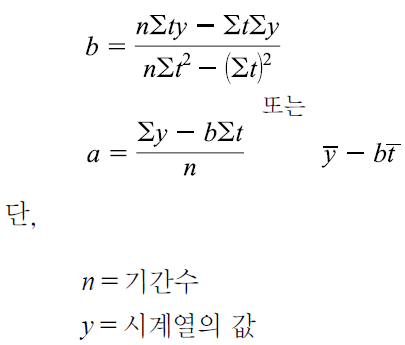 b = (nΣty − ΣtΣy) / (nΣt² − (Σt)²)
또는
a = (Σy − bΣt) / n    y̅ − bt̅
단,
n = 기간수
y = 시계열의 값